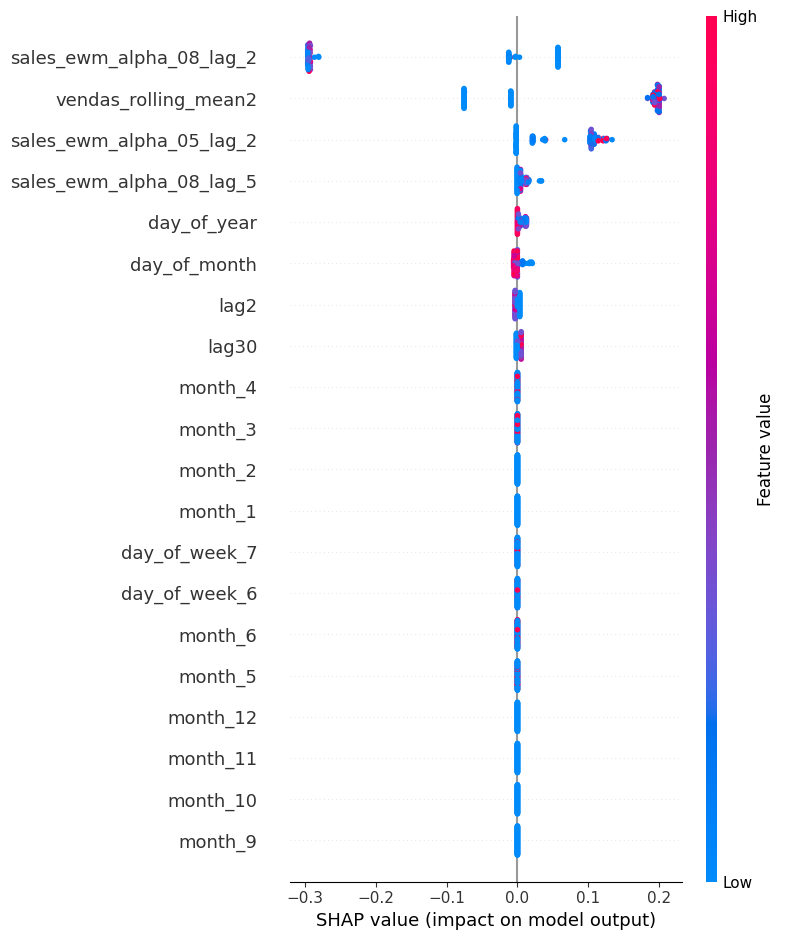 High
sales_ewm_alpha_08_lag_2
vendas_rolling_mean2
sales_ewm_alpha_05_lag_2
sales_ewm_alpha_08_lag_5
day_of_year
day_of_month
lag2
lag30
month_4
month_3
month_2
month_1
day_of_week_7
day_of_week_6
month_6
month_5
month_12
month_11
month_10
month_9
Feature value
Low
−0.3 −0.2 −0.1 0.0 0.1 0.2
SHAP value (impact on model output)